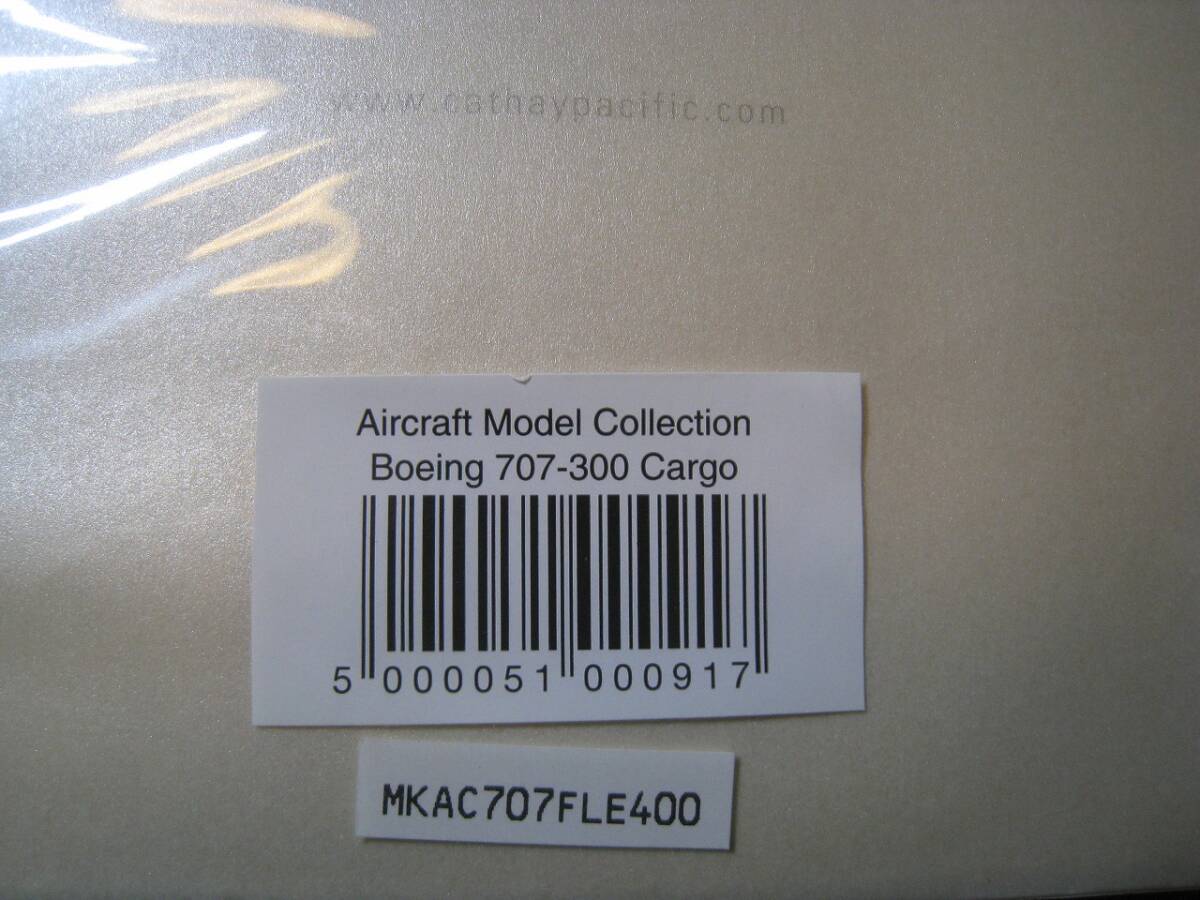 www.cathaypacific.com
Aircraft Model Collection
Boeing 707-300 Cargo
5 000051 000917
MKAC707FLE400